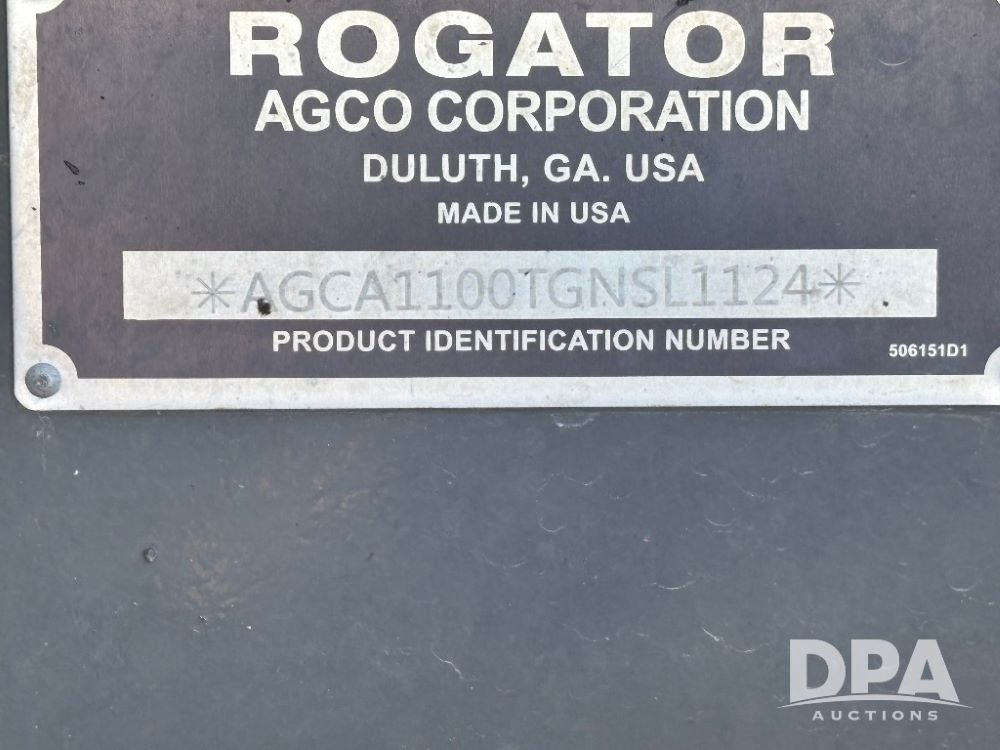 ROGATOR
AGCO CORPORATION
DULUTH, GA. USA
MADE IN USA
*AGCA1100TGNSL1124*
PRODUCT IDENTIFICATION NUMBER
506151D1
DPA
AUCTIONS